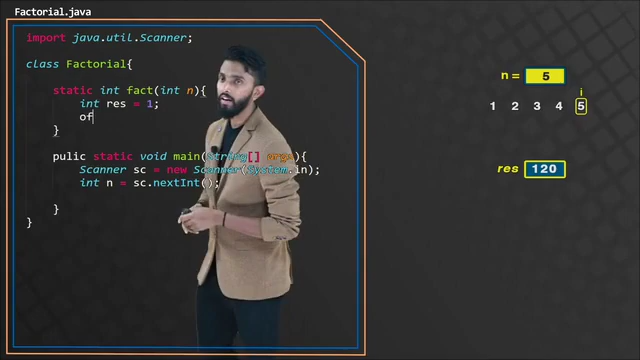 Factorial.java
import java.util.Scanner;
class Factorial{
static int fact(int n){
int res = 1;
of
}
pulic static void main(String[] args){
Scanner sc = new Scanner(System.in);
int n = sc.nextInt();
}
}
n = 5
i
1 2 3 4 5
res 120